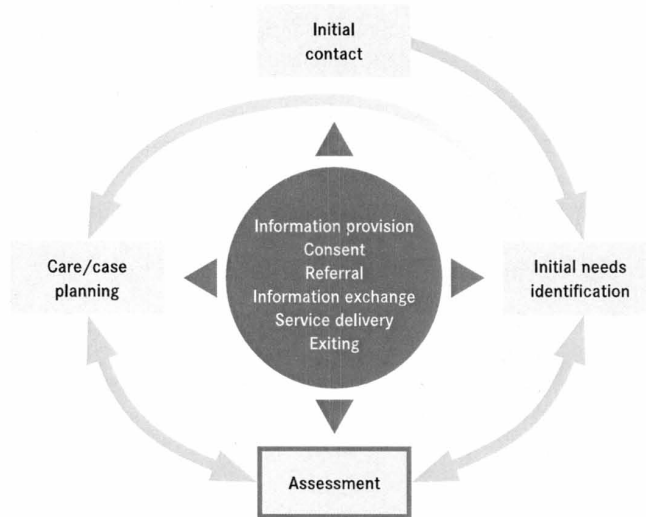 Initial
contact
Information provision
Consent
Referral
Information exchange
Service delivery
Exiting
Care/case
planning
Initial needs
identification
Assessment